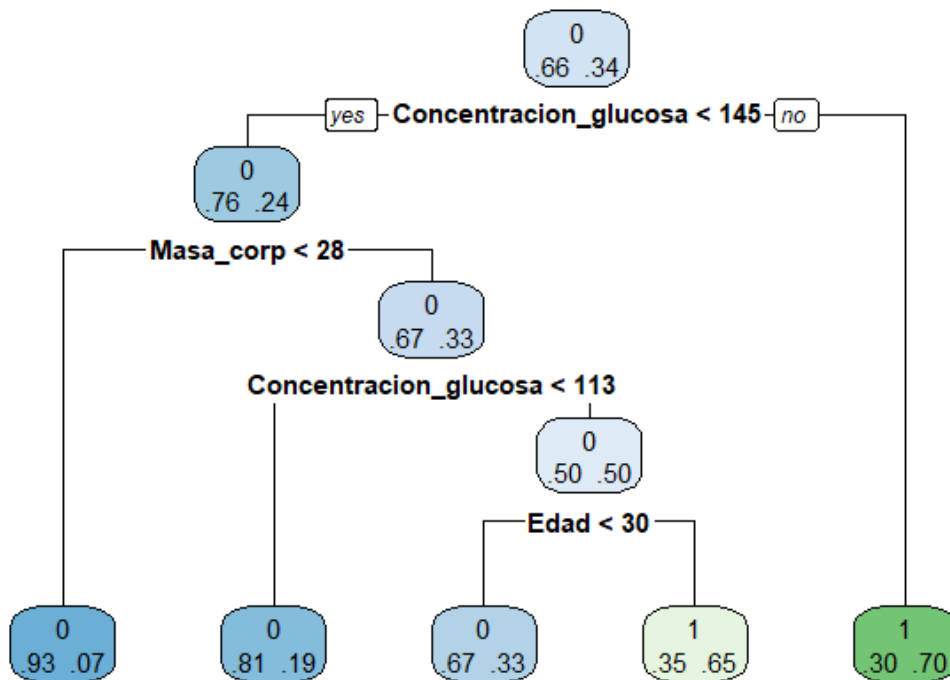 0
.66 .34
yes Concentracion_glucosa < 145 no
0
.76 .24
Masa_corp < 28
0
.67 .33
Concentracion_glucosa < 113
0
.50 .50
Edad < 30
0 0 0 1 1
.93 .07 .81 .19 .67 .33 .35 .65 .30 .70